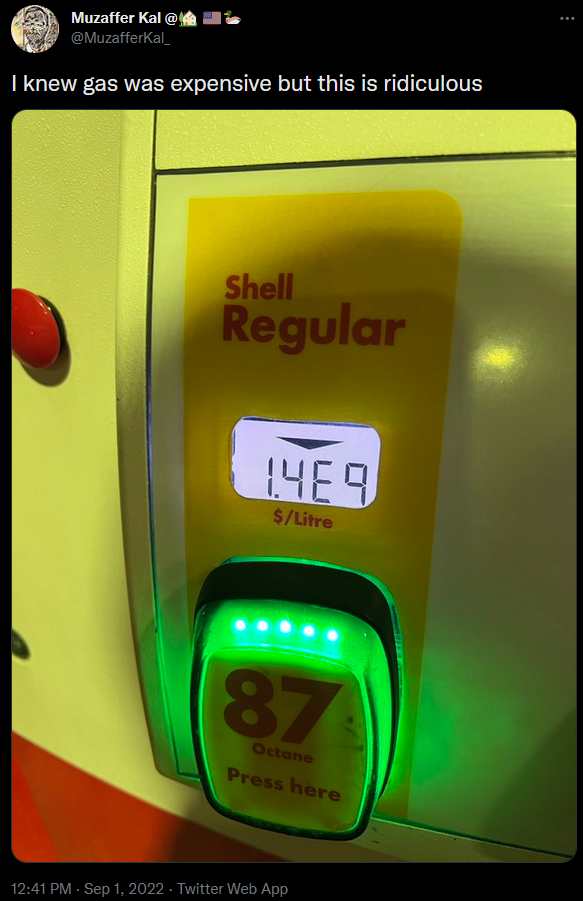 Muzaffer Kal @🏡 🇺🇸🦆
@MuzafferKal_
I knew gas was expensive but this is ridiculous
Shell
Regular
1.4E9
$/Litre
87
Octane
Press here
12:41 PM · Sep 1, 2022 · Twitter Web App